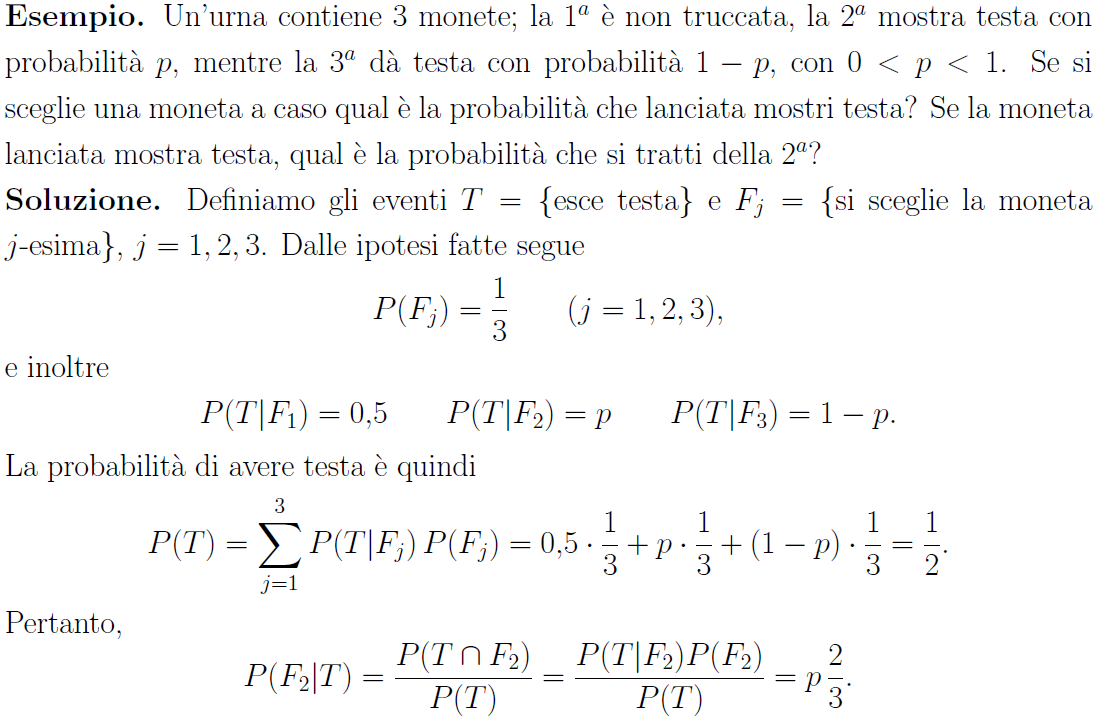 Esempio. Un'urna contiene 3 monete; la 1ᵃ è non truccata, la 2ᵃ mostra testa con
probabilità p, mentre la 3ᵃ dà testa con probabilità 1 − p, con 0 < p < 1. Se si
sceglie una moneta a caso qual è la probabilità che lanciata mostri testa? Se la moneta
lanciata mostra testa, qual è la probabilità che si tratti della 2ᵃ?
Soluzione. Definiamo gli eventi T = {esce testa} e F_j = {si sceglie la moneta
j-esima}, j = 1, 2, 3. Dalle ipotesi fatte segue
P(F_j) = 1/3 (j = 1, 2, 3),
e inoltre
P(T|F₁) = 0,5 P(T|F₂) = p P(T|F₃) = 1 − p.
La probabilità di avere testa è quindi
P(T) = ∑_{j=1}^{3} P(T|F_j) P(F_j) = 0,5 · 1/3 + p · 1/3 + (1 − p) · 1/3 = 1/2.
Pertanto,
P(F₂|T) = P(T ∩ F₂)/P(T) = P(T|F₂)P(F₂)/P(T) = p 2/3.